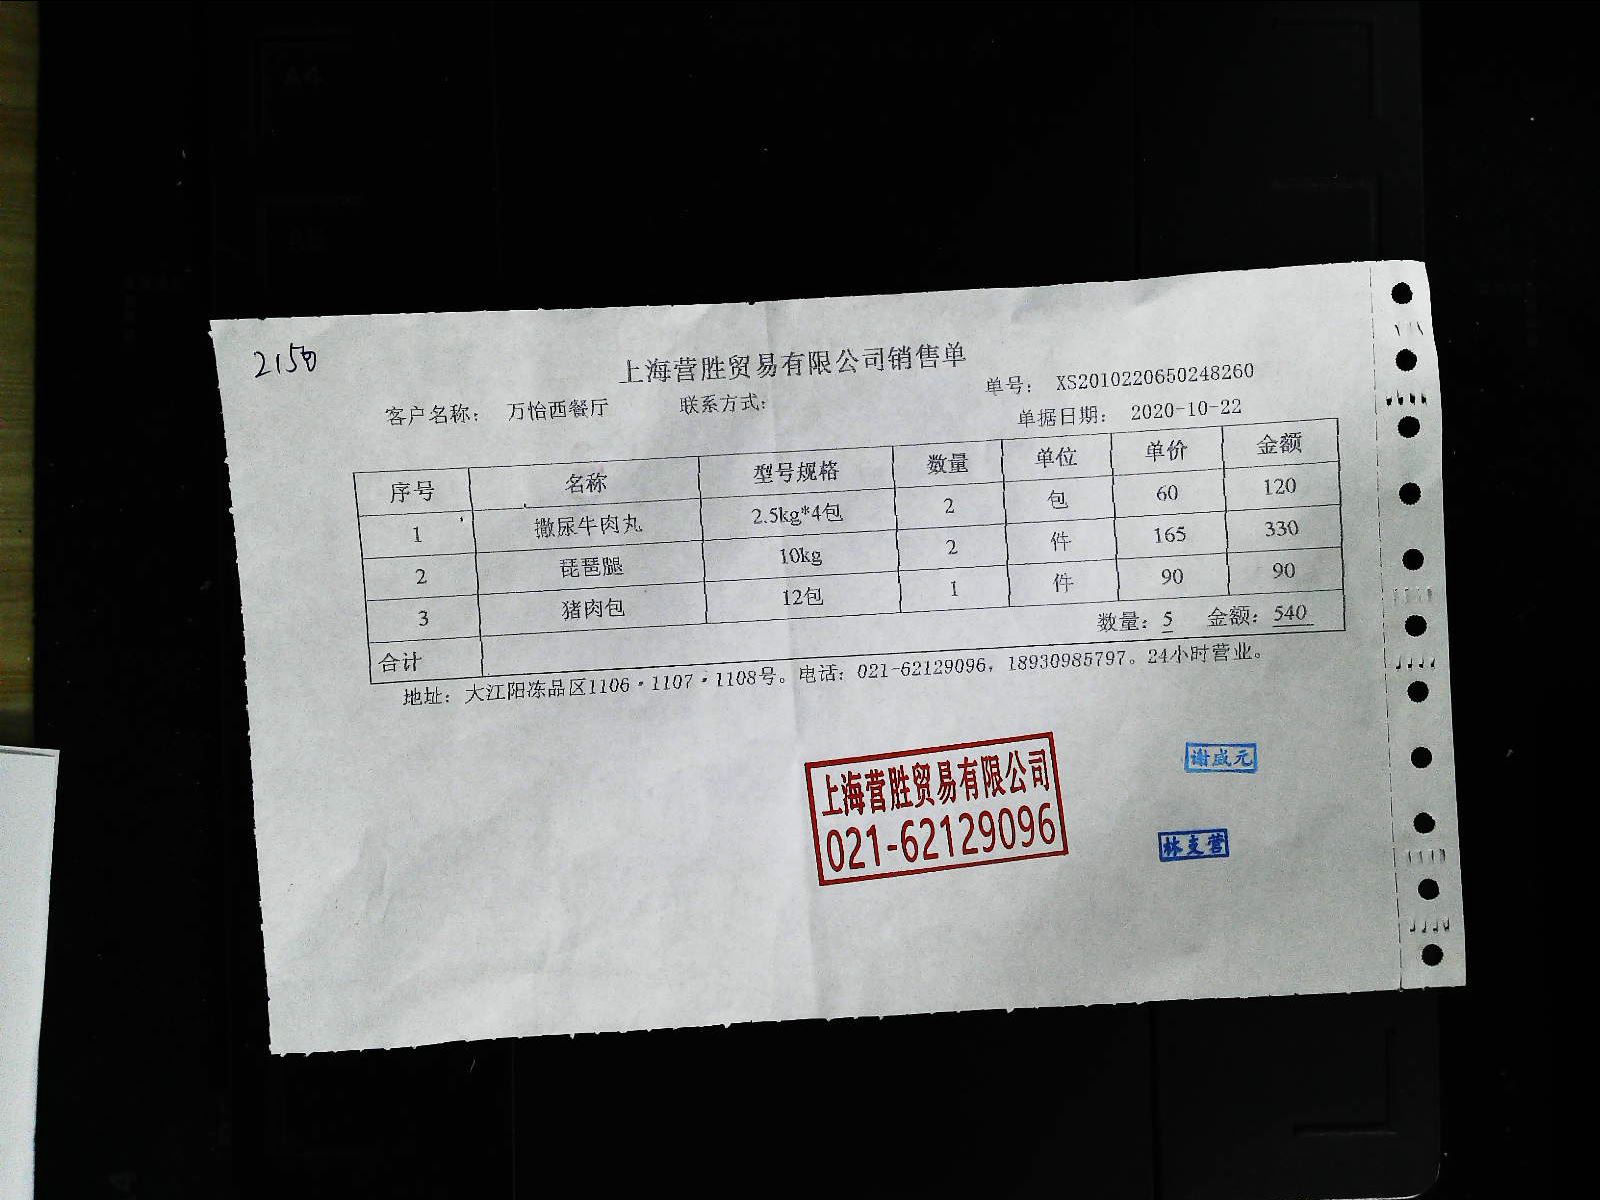 2150
上海营胜贸易有限公司销售单
客户名称： 万怡西餐厅 联系方式： 单号： XS2010220650248260
单据日期： 2020-10-22
序号 名称 型号规格 数量 单位 单价 金额
1 撒尿牛肉丸 2.5kg*4包 2 包 60 120
2 琵琶腿 10kg 2 件 165 330
3 猪肉包 12包 1 件 90 90
合计 数量：5 金额：540
地址：大江阳冻品区1106·1107·1108号。电话：021-62129096，18930985797。24小时营业。
上海营胜贸易有限公司
021-62129096
谢成元
林支营